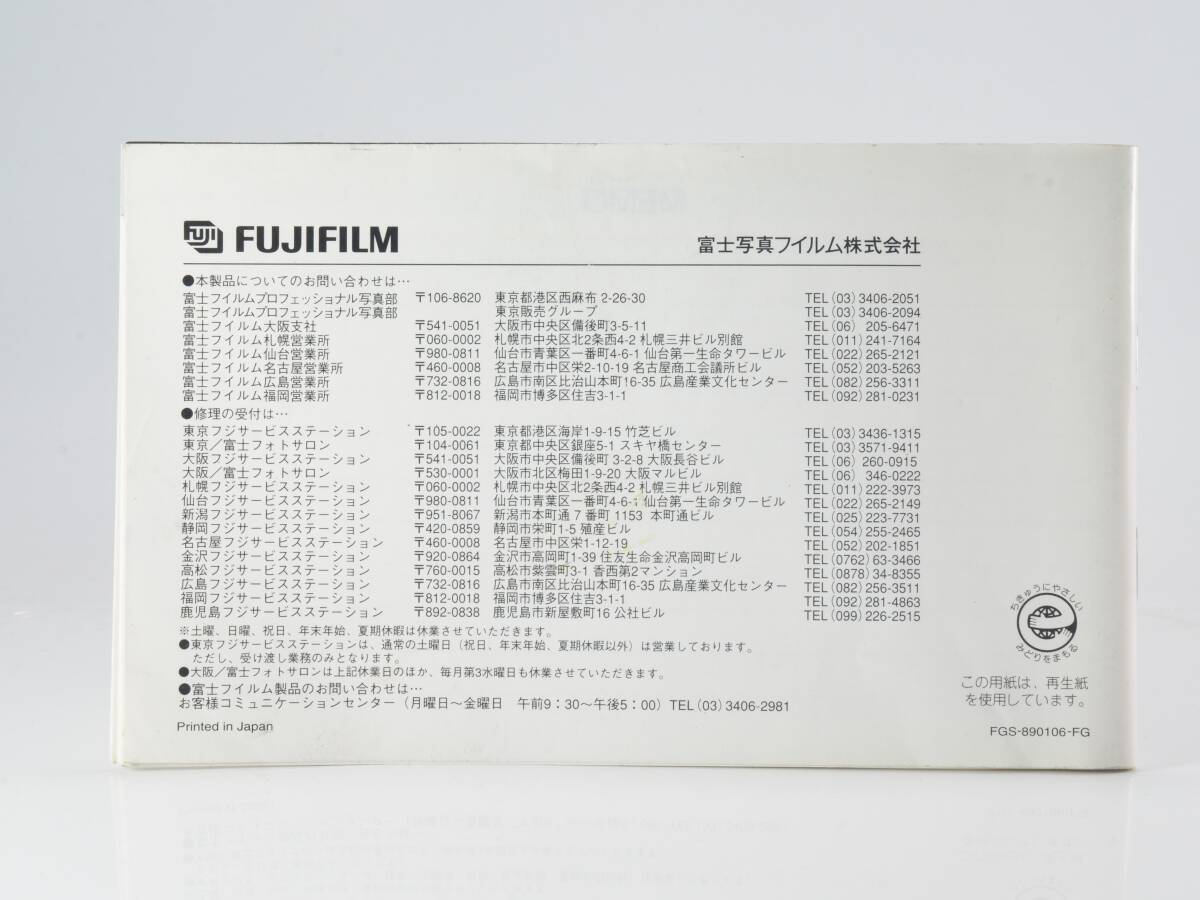 FUJI FUJIFILM 富士写真フイルム株式会社
●本製品についてのお問い合わせは…
富士フイルムプロフェッショナル写真部 〒106-8620 東京都港区西麻布 2-26-30 TEL(03)3406-2051
富士フイルムプロフェッショナル写真部 東京販売グループ TEL(03)3406-2094
富士フイルム大阪支社 〒541-0051 大阪市中央区備後町3-5-11 TEL(06) 205-6471
富士フイルム札幌営業所 〒060-0002 札幌市中央区北2条西4-2 札幌三井ビル別館 TEL(011)241-7164
富士フイルム仙台営業所 〒980-0811 仙台市青葉区一番町4-6-1 仙台第一生命タワービル TEL(022)265-2121
富士フイルム名古屋営業所 〒460-0008 名古屋市中区栄2-10-19 名古屋商工会議所ビル TEL(052)203-5263
富士フイルム広島営業所 〒732-0816 広島市南区比治山本町16-35 広島産業文化センター TEL(082)256-3311
富士フイルム福岡営業所 〒812-0018 福岡市博多区住吉3-1-1 TEL(092)281-0231
●修理の受付は…
東京フジサービスステーション 〒105-0022 東京都港区海岸1-9-15 竹芝ビル TEL(03)3436-1315
東京/富士フォトサロン 〒104-0061 東京都中央区銀座5-1 スキヤ橋センター TEL(03)3571-9411
大阪フジサービスステーション 〒541-0051 大阪市中央区備後町 3-2-8 大阪長谷ビル TEL(06) 260-0915
大阪/富士フォトサロン 〒530-0001 大阪市北区梅田1-9-20 大阪マルビル TEL(06) 346-0222
札幌フジサービスステーション 〒060-0002 札幌市中央区北2条西4-2 札幌三井ビル別館 TEL(011)222-3973
仙台フジサービスステーション 〒980-0811 仙台市青葉区一番町4-6-1 仙台第一生命タワービル TEL(022)265-2149
新潟フジサービスステーション 〒951-8067 新潟市本町通 7 番町 1153 本町通ビル TEL(025)223-7731
静岡フジサービスステーション 〒420-0859 静岡市栄町1-5 殖産ビル TEL(054)255-2465
名古屋フジサービスステーション 〒460-0008 名古屋市中区栄1-12-19 TEL(052)202-1851
金沢フジサービスステーション 〒920-0864 金沢市高岡町1-39 住友生命金沢高岡町ビル TEL(0762)63-3466
高松フジサービスステーション 〒760-0015 高松市紫雲町3-1 香西第2マンション TEL(0878)34-8355
広島フジサービスステーション 〒732-0816 広島市南区比治山本町16-35 広島産業文化センター TEL(082)256-3511
福岡フジサービスステーション 〒812-0018 福岡市博多区住吉3-1-1 TEL(092)281-4863
鹿児島フジサービスステーション 〒892-0838 鹿児島市新屋敷町16 公社ビル TEL(099)226-2515
※土曜、日曜、祝日、年末年始、夏期休暇は休業させていただきます。
●東京フジサービスステーションは、通常の土曜日（祝日、年末年始、夏期休暇以外）は営業しております。
ただし、受け渡し業務のみとなります。
●大阪/富士フォトサロンは上記休業日のほか、毎月第3水曜日も休業させていただきます。
●富士フイルム製品のお問い合わせは…
お客様コミュニケーションセンター（月曜日～金曜日 午前9：30～午後5：00）TEL(03)3406-2981
Printed in Japan
ちきゅうにやさしい
みどりをまもる
この用紙は、再生紙
を使用しています。
FGS-890106-FG